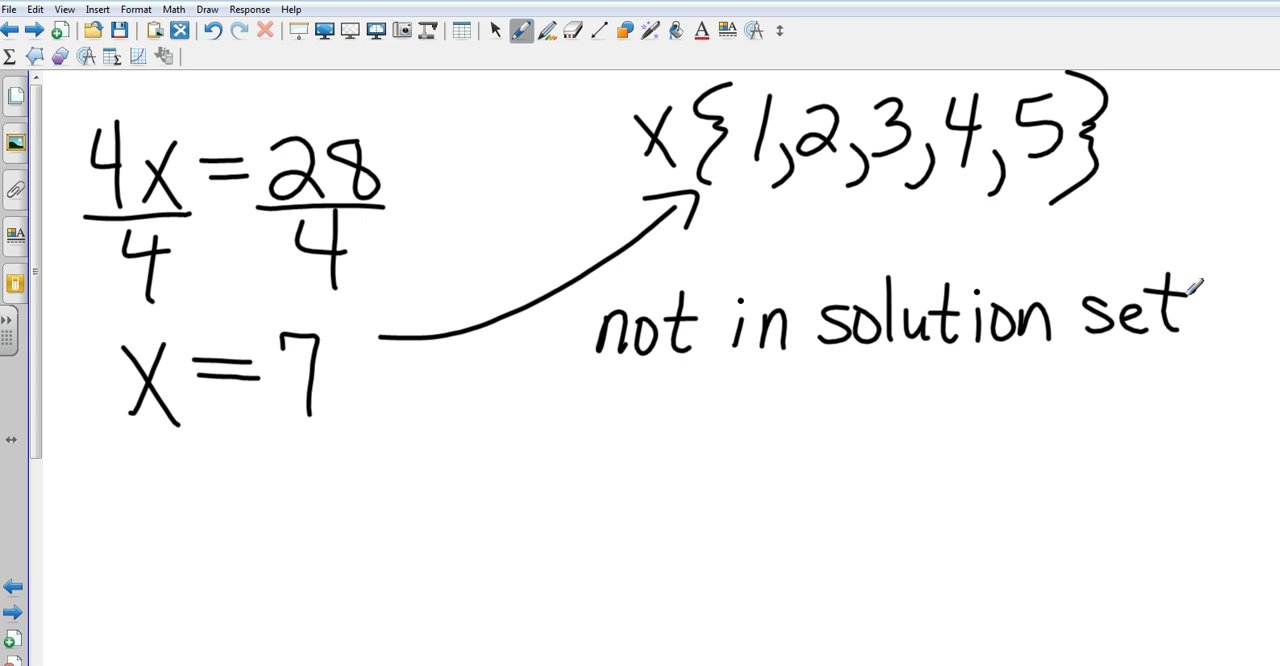 File Edit View Insert Format Math Draw Response Help
4x = 28
4 4
x = 7
x{1,2,3,4,5}
not in solution set